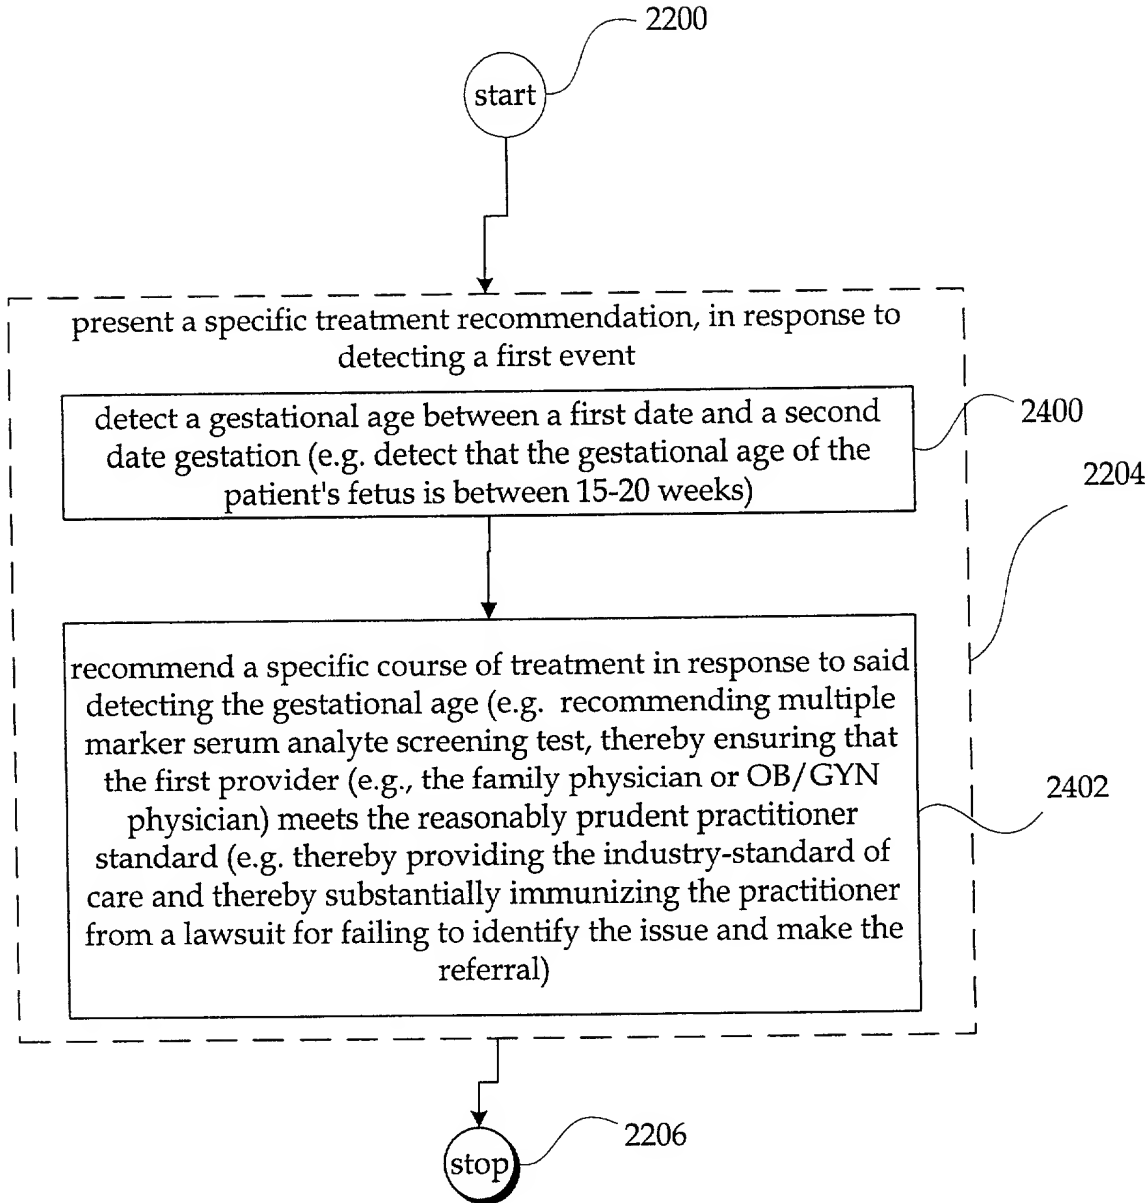 2200
start
present a specific treatment recommendation, in response to
detecting a first event
detect a gestational age between a first date and a second
date gestation (e.g. detect that the gestational age of the
patient's fetus is between 15-20 weeks)
2400
2204
recommend a specific course of treatment in response to said
detecting the gestational age (e.g. recommending multiple
marker serum analyte screening test, thereby ensuring that
the first provider (e.g., the family physician or OB/GYN
physician) meets the reasonably prudent practitioner
standard (e.g. thereby providing the industry-standard of
care and thereby substantially immunizing the practitioner
from a lawsuit for failing to identify the issue and make the
referral)
2402
2206
stop